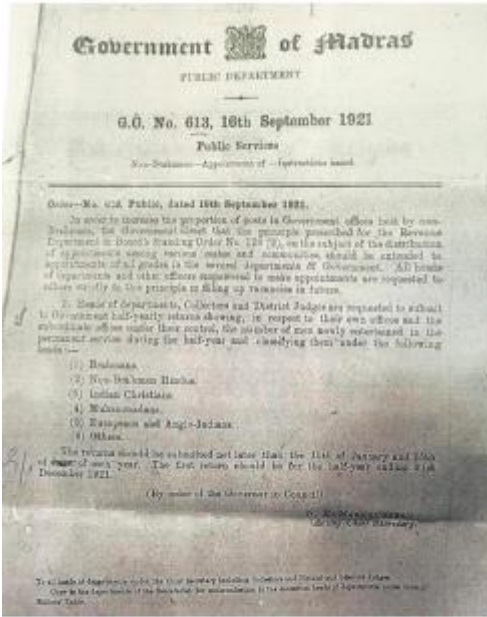 Government of Madras
PUBLIC DEPARTMENT
G.O. No. 613, 16th September 1921
Public Services
Non-Brahmans—Appointment of—Instructions issued.
Order—No. 613, Public, dated 16th September 1921.
In order to increase the proportion of posts in Government offices held by non-
Brahmans, the Government direct that the principle prescribed for the Revenue
Department in Board's Standing Order No. 128 (2), on the subject of the distribution
of appointments among various castes and communities should be extended to
appointments of all grades in the several departments of Government. All heads
of departments and other officers empowered to make appointments are requested to
adhere strictly to this principle in filling up vacancies in future.
2. Heads of departments, Collectors and District Judges are requested to submit
to Government half-yearly returns showing, in respect to their own offices and the
subordinate offices under their control, the number of men newly entertained in the
permanent service during the half-year and classifying them under the following
heads:—
(1) Brahmans.
(2) Non-Brahman Hindus.
(3) Indian Christians.
(4) Muhammadans.
(5) Europeans and Anglo-Indians.
(6) Others.
The returns should be submitted not later than the of January and
of of each year. The first return should be for the half-year ending 31st
December 1921.
(By order of the Governor in Council)
Chief Secretary.
To all heads of departments